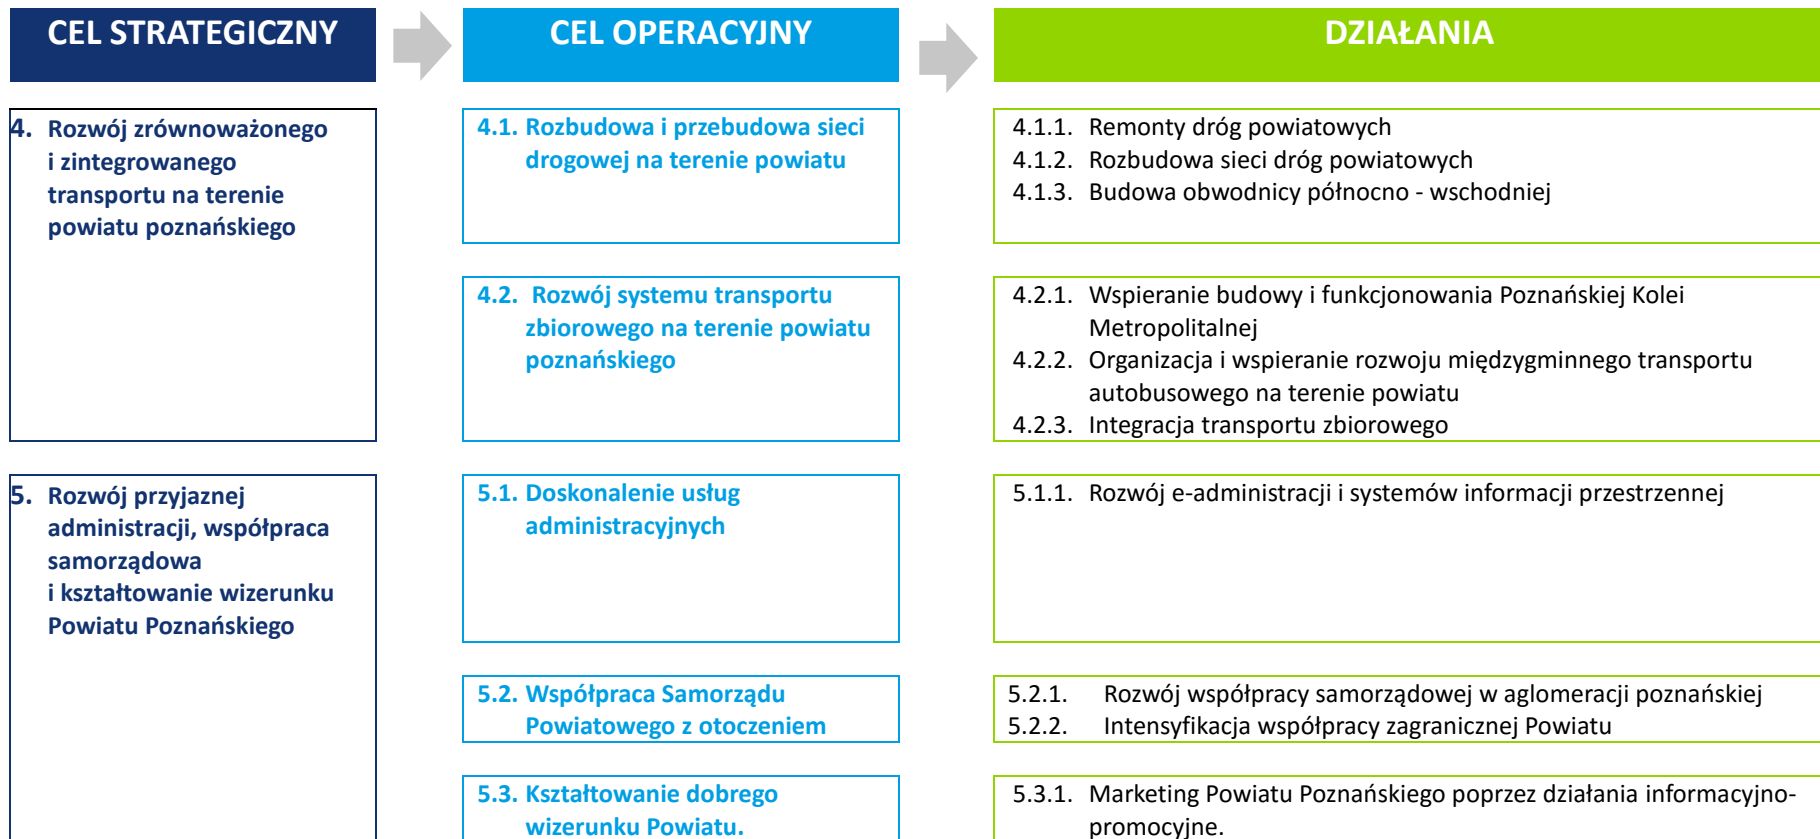 CEL STRATEGICZNY
CEL OPERACYJNY
DZIAŁANIA
4. Rozwój zrównoważonego
i zintegrowanego
transportu na terenie
powiatu poznańskiego
4.1. Rozbudowa i przebudowa sieci
drogowej na terenie powiatu
4.1.1. Remonty dróg powiatowych
4.1.2. Rozbudowa sieci dróg powiatowych
4.1.3. Budowa obwodnicy północno - wschodniej
4.2. Rozwój systemu transportu
zbiorowego na terenie powiatu
poznańskiego
4.2.1. Wspieranie budowy i funkcjonowania Poznańskiej Kolei
Metropolitalnej
4.2.2. Organizacja i wspieranie rozwoju międzygminnego transportu
autobusowego na terenie powiatu
4.2.3. Integracja transportu zbiorowego
5. Rozwój przyjaznej
administracji, współpraca
samorządowa
i kształtowanie wizerunku
Powiatu Poznańskiego
5.1. Doskonalenie usług
administracyjnych
5.1.1. Rozwój e-administracji i systemów informacji przestrzennej
5.2. Współpraca Samorządu
Powiatowego z otoczeniem
5.2.1. Rozwój współpracy samorządowej w aglomeracji poznańskiej
5.2.2. Intensyfikacja współpracy zagranicznej Powiatu
5.3. Kształtowanie dobrego
wizerunku Powiatu.
5.3.1. Marketing Powiatu Poznańskiego poprzez działania informacyjno-
promocyjne.